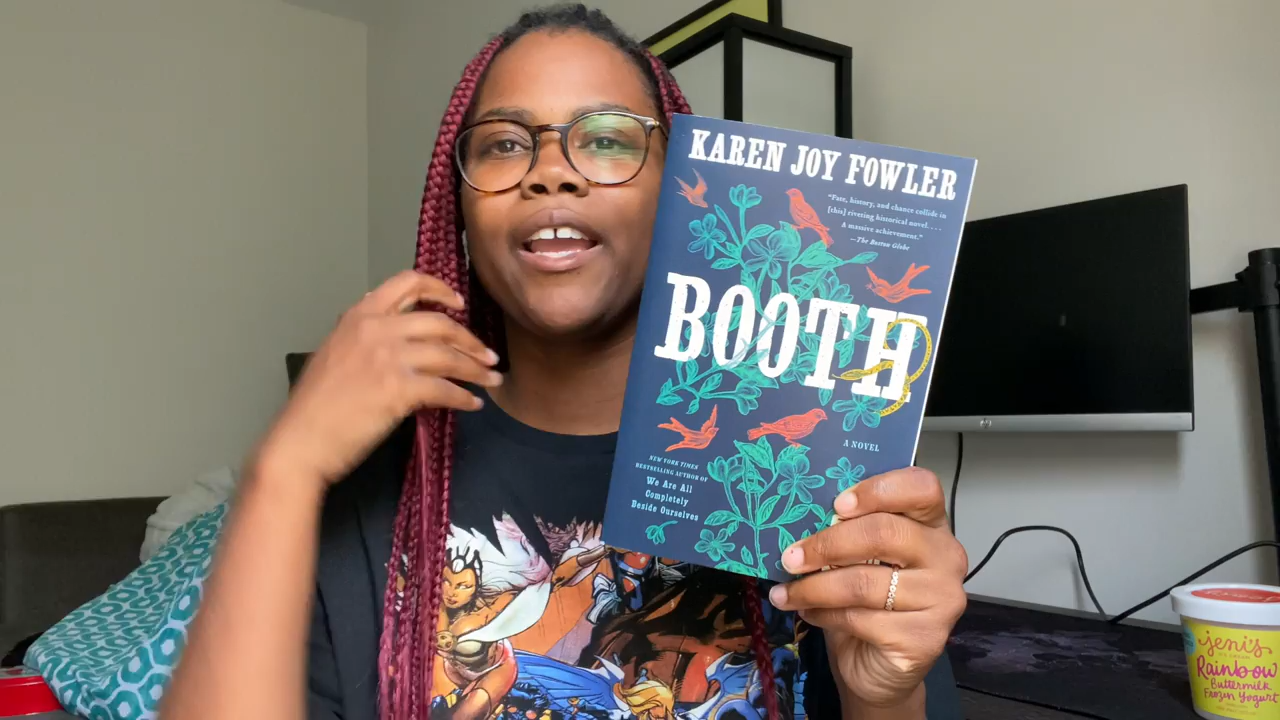 KAREN JOY FOWLER
"Fate, history, and chance collide in
[this] riveting historical novel. . . .
A massive achievement."
—The Boston Globe
BOOTH
A NOVEL
NEW YORK TIMES
BESTSELLING AUTHOR OF
We Are All
Completely
Beside Ourselves
hp
jeni's
Rainbow
Buttermilk
Frozen Yogurt